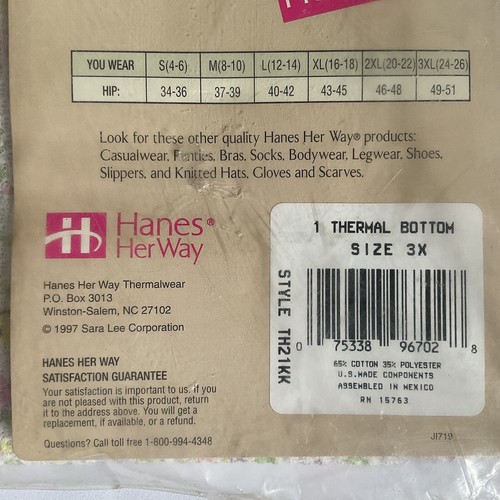 YOU WEAR S(4-6) M(8-10) L(12-14) XL(16-18) 2XL(20-22) 3XL(24-26)
HIP: 34-36 37-39 40-42 43-45 46-48 49-51
Look for these other quality Hanes Her Way® products:
Casualwear, Panties, Bras, Socks, Bodywear, Legwear, Shoes,
Slippers, and Knitted Hats, Gloves and Scarves.
Hanes®
Her Way
Hanes Her Way Thermalwear
P.O. Box 3013
Winston-Salem, NC 27102
© 1997 Sara Lee Corporation
HANES HER WAY
SATISFACTION GUARANTEE
Your satisfaction is important to us. If you
are not pleased with this product, return
it to the address above. You will get a
replacement, if available, or a refund.
Questions? Call toll free 1-800-994-4348
1 THERMAL BOTTOM
SIZE 3X
STYLE TH21KK
0 75338 96702 8
65% COTTON 35% POLYESTER
U.S.MADE COMPONENTS
ASSEMBLED IN MEXICO
RN 15763
JI719